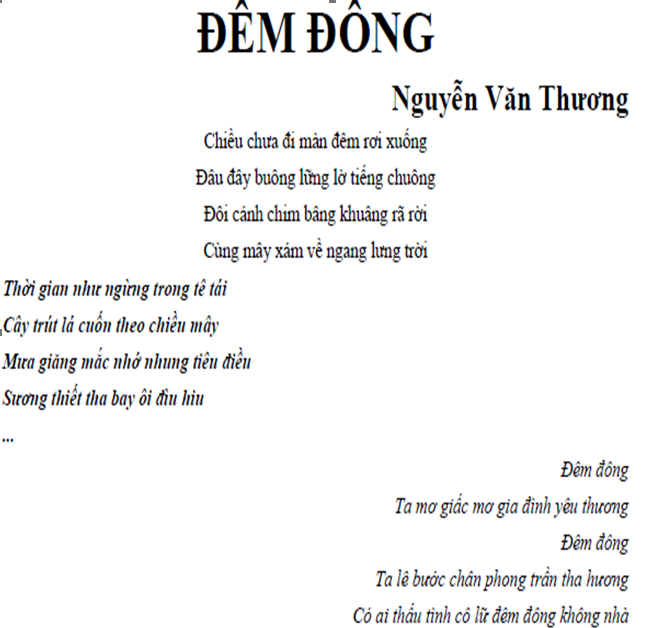 ĐÊM ĐÔNG
Nguyễn Văn Thương
Chiều chưa đi màn đêm rơi xuống
Đâu đây buông lững lờ tiếng chuông
Đôi cánh chim bâng khuâng rã rời
Cùng mây xám về ngang lưng trời
Thời gian như ngừng trong tê tái
Cây trút lá cuốn theo chiều mây
Mưa giăng mắc nhớ nhung tiêu điều
Sương thiết tha bay ôi đìu hiu
...
Đêm đông
Ta mơ giấc mơ gia đình yêu thương
Đêm đông
Ta lê bước chân phong trần tha hương
Có ai thấu tình cô lữ đêm đông không nhà